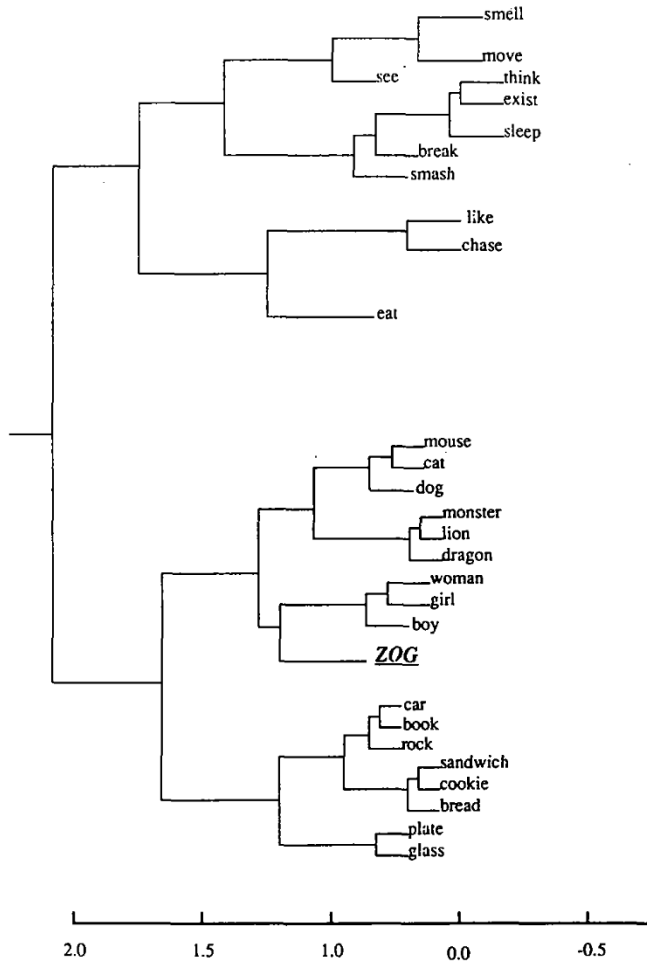 smell
move
see
think
exist
sleep
break
smash
like
chase
eat
mouse
cat
dog
monster
lion
dragon
woman
girl
boy
ZOG
car
book
rock
sandwich
cookie
bread
plate
glass
2.0 1.5 1.0 0.0 -0.5